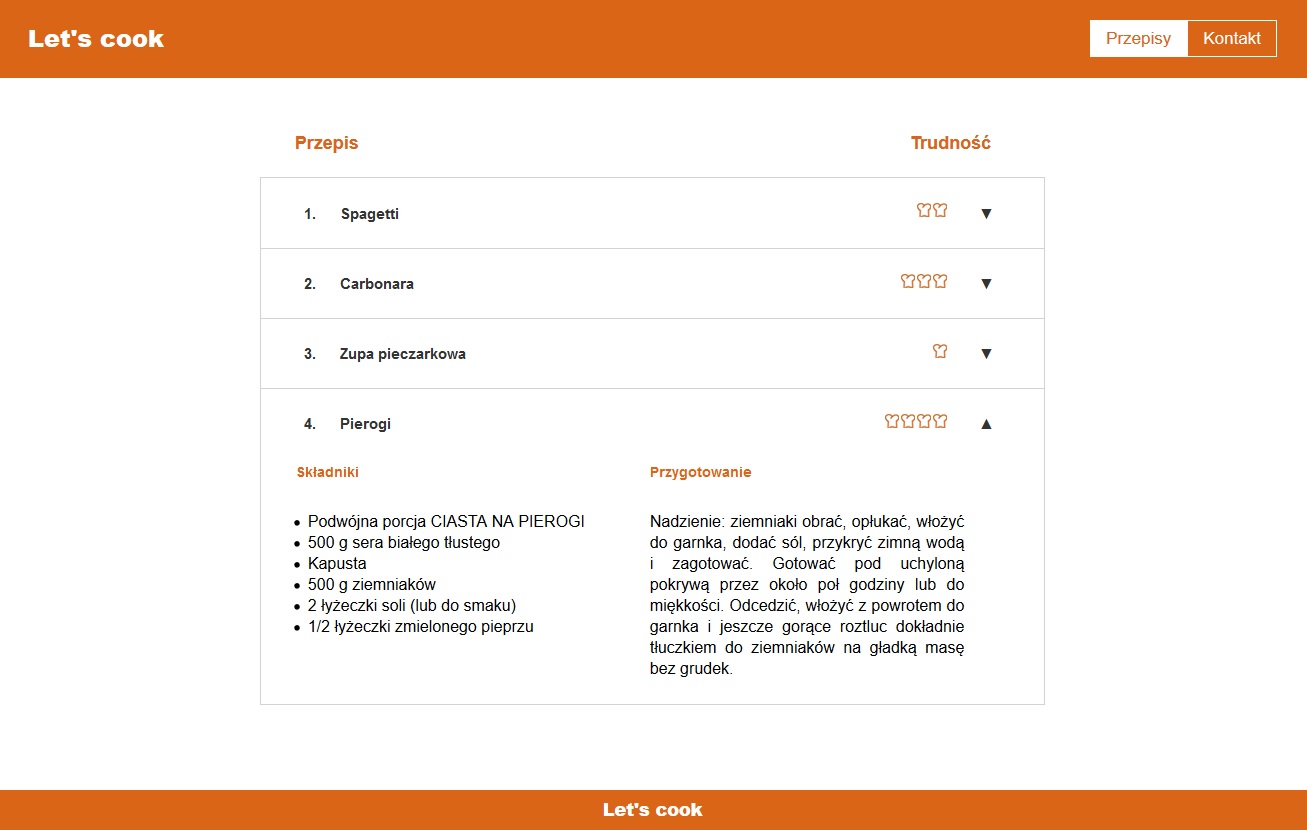 Let's cook
Przepisy Kontakt
Przepis Trudność
1. Spagetti ▼
2. Carbonara ▼
3. Zupa pieczarkowa ▼
4. Pierogi ▲
Składniki
• Podwójna porcja CIASTA NA PIEROGI
• 500 g sera białego tłustego
• Kapusta
• 500 g ziemniaków
• 2 łyżeczki soli (lub do smaku)
• 1/2 łyżeczki zmielonego pieprzu
Przygotowanie
Nadzienie: ziemniaki obrać, opłukać, włożyć
do garnka, dodać sól, przykryć zimną wodą
i zagotować. Gotować pod uchyloną
pokrywą przez około poł godziny lub do
miękkości. Odcedzić, włożyć z powrotem do
garnka i jeszcze gorące roztluc dokładnie
tłuczkiem do ziemniaków na gładką masę
bez grudek.
Let's cook